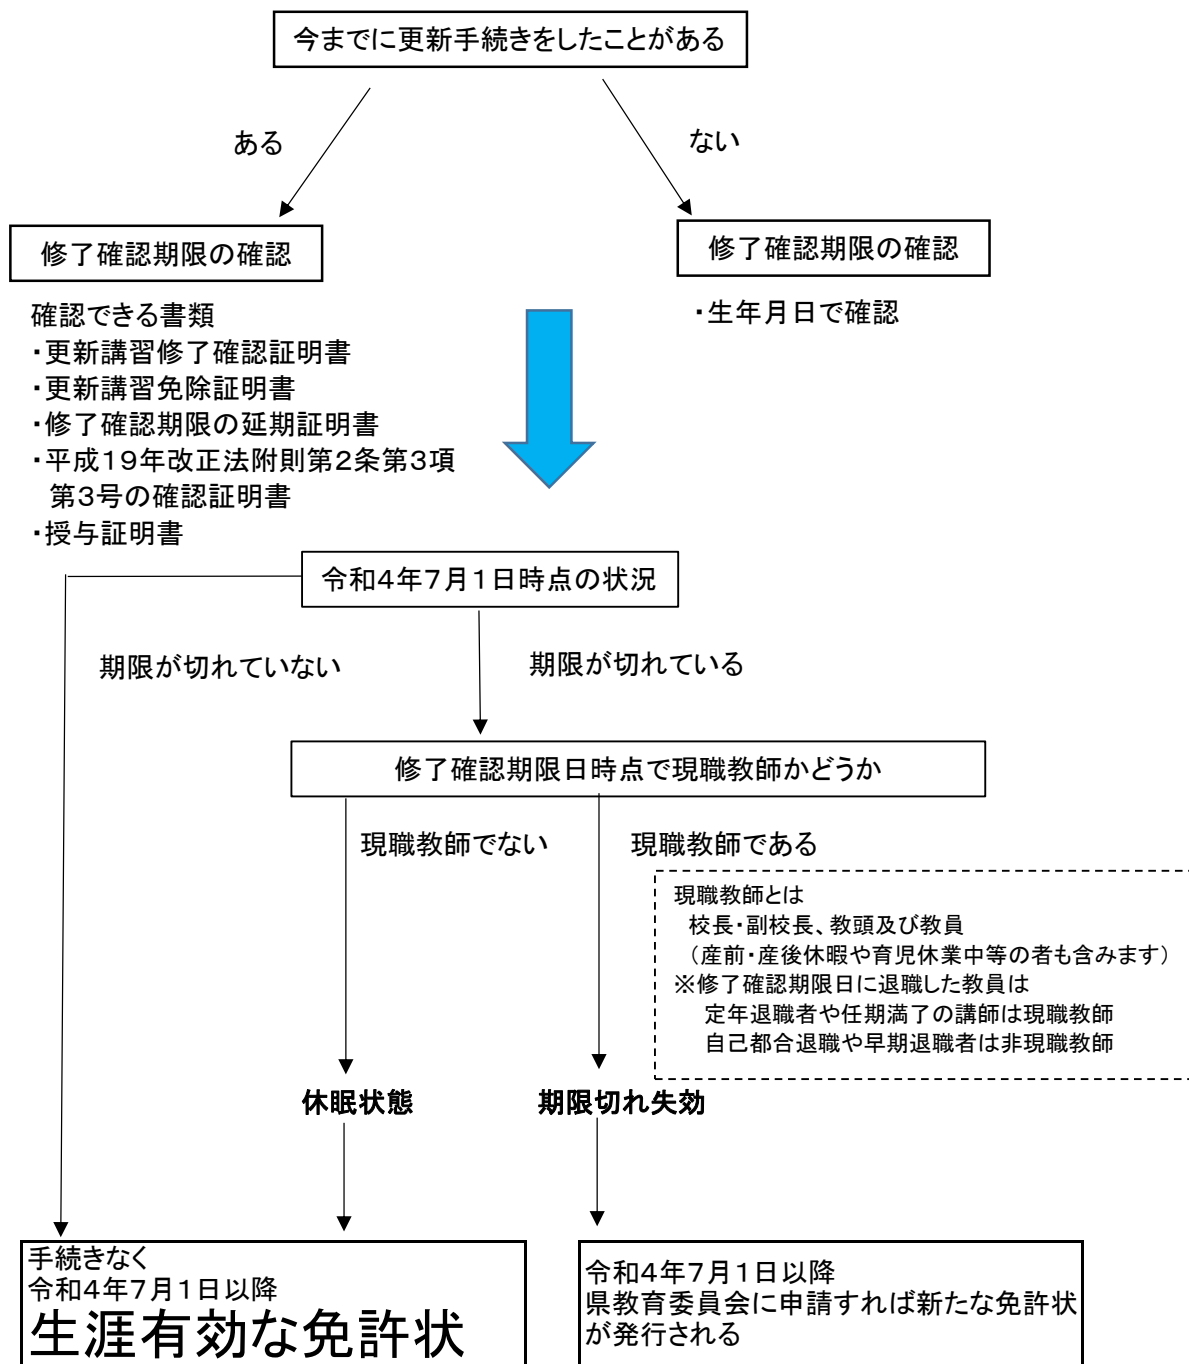 今までに更新手続きをしたことがある
ある
ない
修了確認期限の確認
修了確認期限の確認
確認できる書類
・更新講習修了確認証明書
・更新講習免除証明書
・修了確認期限の延期証明書
・平成19年改正法附則第2条第3項
第3号の確認証明書
・授与証明書
・生年月日で確認
令和4年7月1日時点の状況
期限が切れていない
期限が切れている
修了確認期限日時点で現職教師かどうか
現職教師でない
現職教師である
現職教師とは
校長・副校長、教頭及び教員
（産前・産後休暇や育児休業中等の者も含みます）
※修了確認期限日に退職した教員は
定年退職者や任期満了の講師は現職教師
自己都合退職や早期退職者は非現職教師
休眠状態
期限切れ失効
手続きなく
令和4年7月1日以降
生涯有効な免許状
令和4年7月1日以降
県教育委員会に申請すれば新たな免許状
が発行される